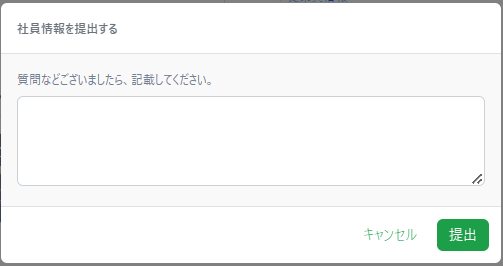 社員情報を提出する
質問などございましたら、記載してください。
キャンセル
提出